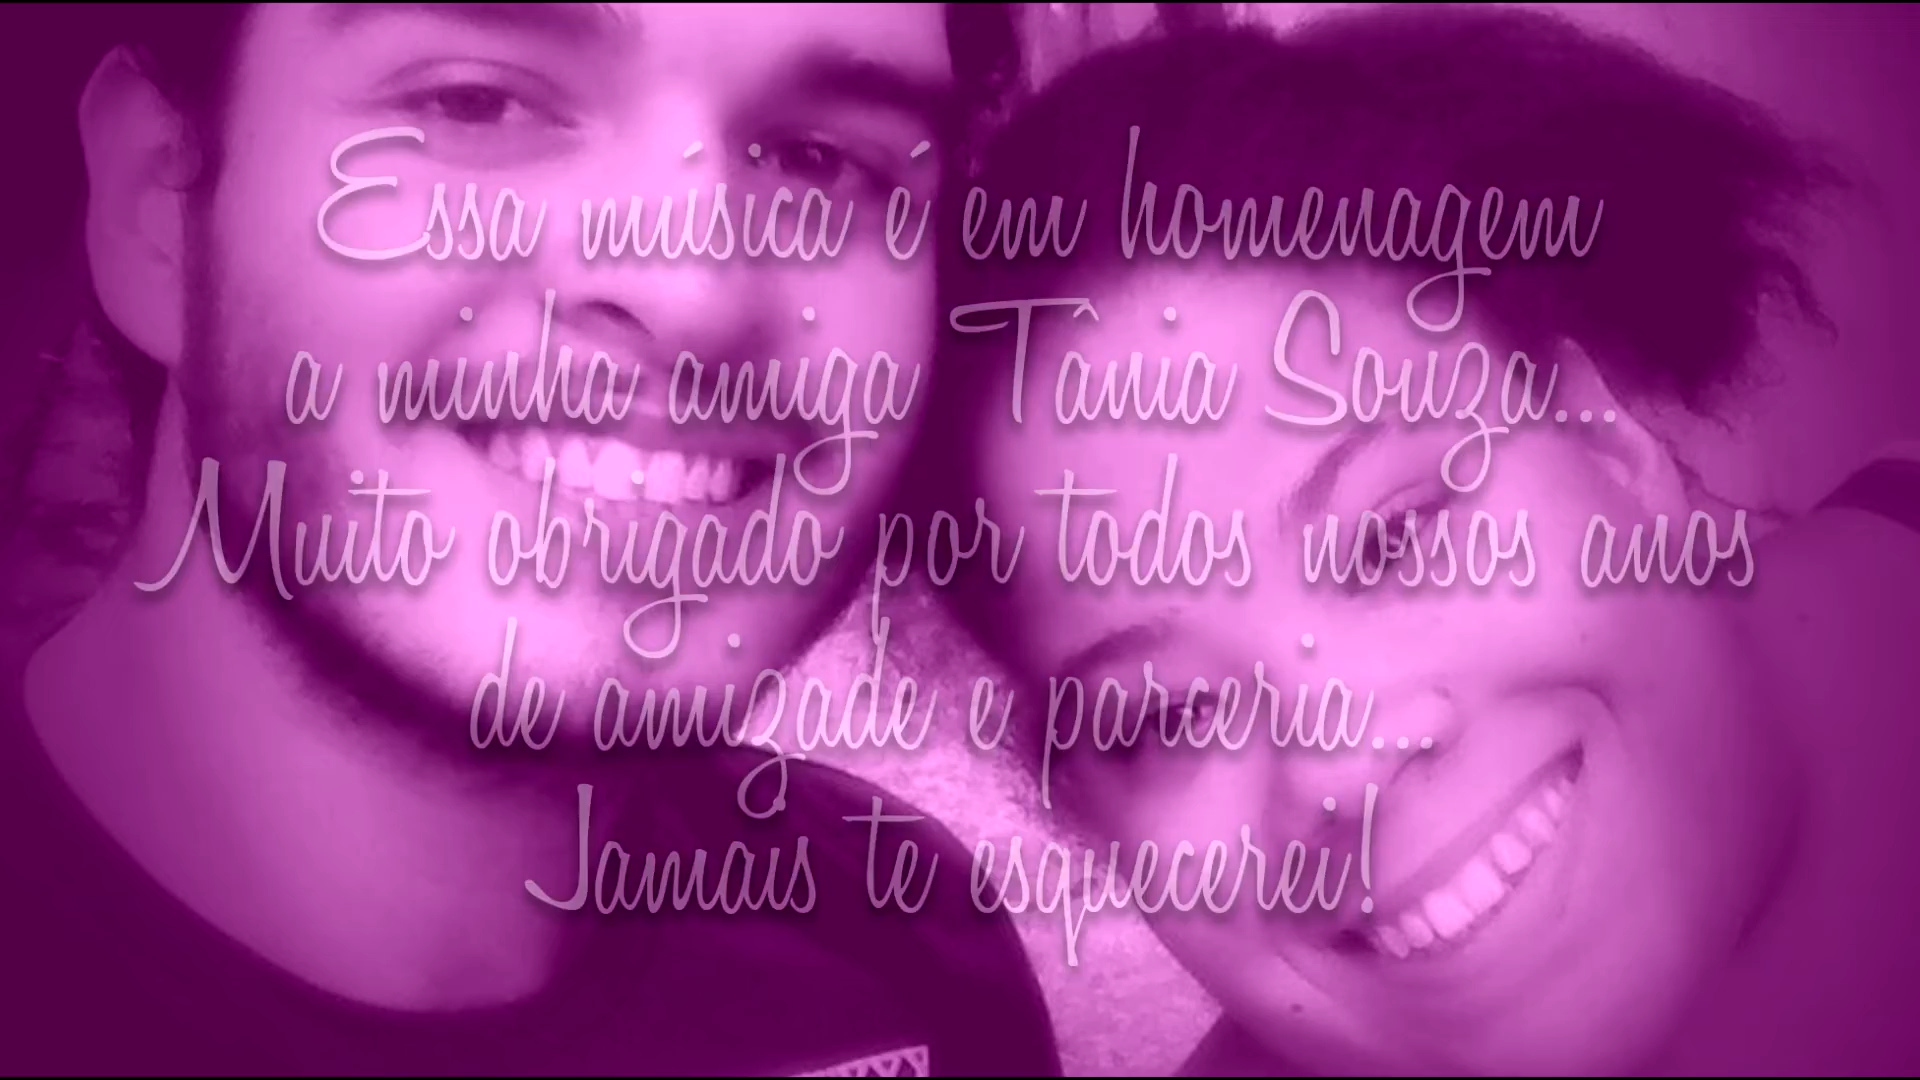 Essa música é em homenagem
a minha amiga Tânia Souza...
Muito obrigado por todos nossos anos
de amizade e parceria...
Jamais te esquecerei!